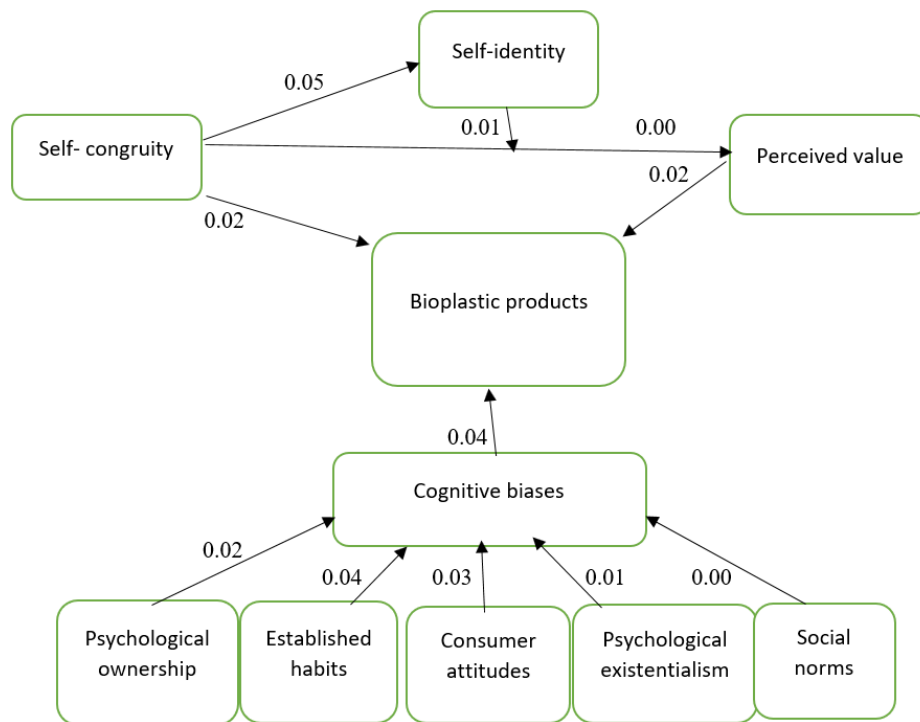 Self-identity
0.05
0.01
0.00
Self- congruity
Perceived value
0.02
0.02
Bioplastic products
0.04
Cognitive biases
0.02
0.04
0.03
0.01
0.00
Psychological
ownership
Established
habits
Consumer
attitudes
Psychological
existentialism
Social
norms